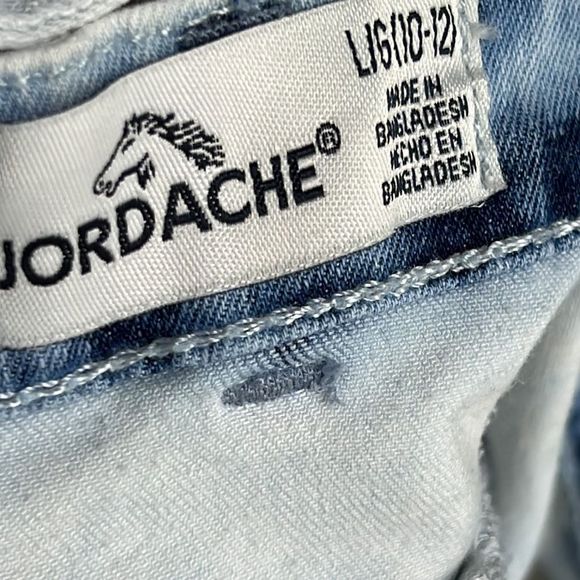 JORDACHE®
L/G(10-12)
MADE IN
BANGLADESH
HECHO EN
BANGLADESH